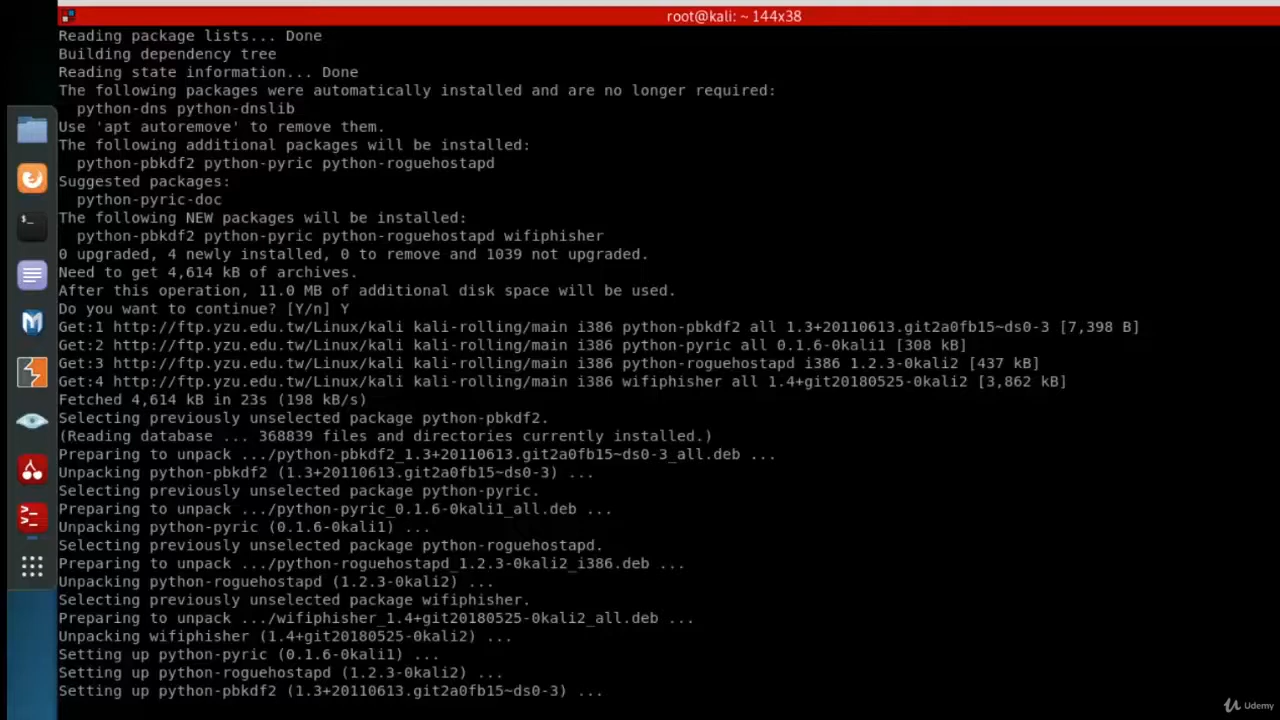 root@kali: ~ 144x38
Reading package lists... Done
Building dependency tree
Reading state information... Done
The following packages were automatically installed and are no longer required:
python-dns python-dnslib
Use 'apt autoremove' to remove them.
The following additional packages will be installed:
python-pbkdf2 python-pyric python-roguehostapd
Suggested packages:
python-pyric-doc
The following NEW packages will be installed:
python-pbkdf2 python-pyric python-roguehostapd wifiphisher
0 upgraded, 4 newly installed, 0 to remove and 1039 not upgraded.
Need to get 4,614 kB of archives.
After this operation, 11.0 MB of additional disk space will be used.
Do you want to continue? [Y/n] Y
Get:1 http://ftp.yzu.edu.tw/Linux/kali kali-rolling/main i386 python-pbkdf2 all 1.3+20110613.git2a0fb15~ds0-3 [7,398 B]
Get:2 http://ftp.yzu.edu.tw/Linux/kali kali-rolling/main i386 python-pyric all 0.1.6-0kali1 [308 kB]
Get:3 http://ftp.yzu.edu.tw/Linux/kali kali-rolling/main i386 python-roguehostapd i386 1.2.3-0kali2 [437 kB]
Get:4 http://ftp.yzu.edu.tw/Linux/kali kali-rolling/main i386 wifiphisher all 1.4+git20180525-0kali2 [3,862 kB]
Fetched 4,614 kB in 23s (198 kB/s)
Selecting previously unselected package python-pbkdf2.
(Reading database ... 368839 files and directories currently installed.)
Preparing to unpack .../python-pbkdf2_1.3+20110613.git2a0fb15~ds0-3_all.deb ...
Unpacking python-pbkdf2 (1.3+20110613.git2a0fb15~ds0-3) ...
Selecting previously unselected package python-pyric.
Preparing to unpack .../python-pyric_0.1.6-0kali1_all.deb ...
Unpacking python-pyric (0.1.6-0kali1) ...
Selecting previously unselected package python-roguehostapd.
Preparing to unpack .../python-roguehostapd_1.2.3-0kali2_i386.deb ...
Unpacking python-roguehostapd (1.2.3-0kali2) ...
Selecting previously unselected package wifiphisher.
Preparing to unpack .../wifiphisher_1.4+git20180525-0kali2_all.deb ...
Unpacking wifiphisher (1.4+git20180525-0kali2) ...
Setting up python-pyric (0.1.6-0kali1) ...
Setting up python-roguehostapd (1.2.3-0kali2) ...
Setting up python-pbkdf2 (1.3+20110613.git2a0fb15~ds0-3) ...
Udemy